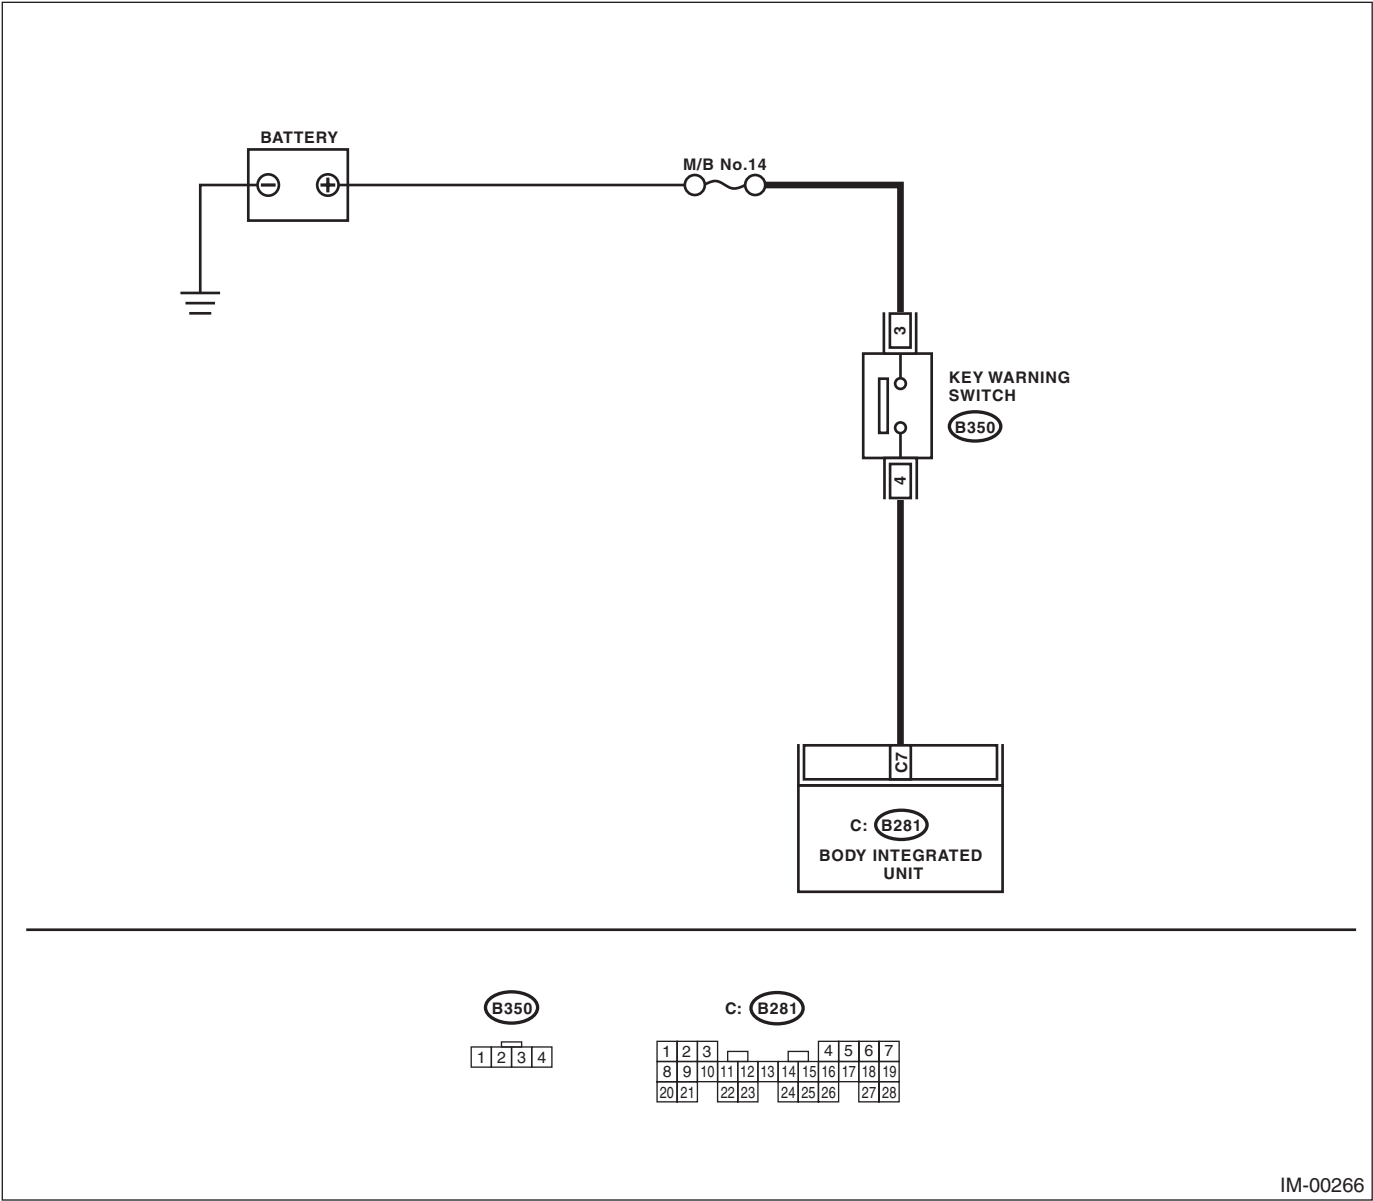 BATTERY
M/B No.14
3
KEY WARNING
SWITCH
B350
4
C7
C: B281
BODY INTEGRATED
UNIT
B350
C: B281
1 2 3 4
1 2 3 4 5 6 7
8 9 10 11 12 13 14 15 16 17 18 19
20 21 22 23 24 25 26 27 28
IM-00266